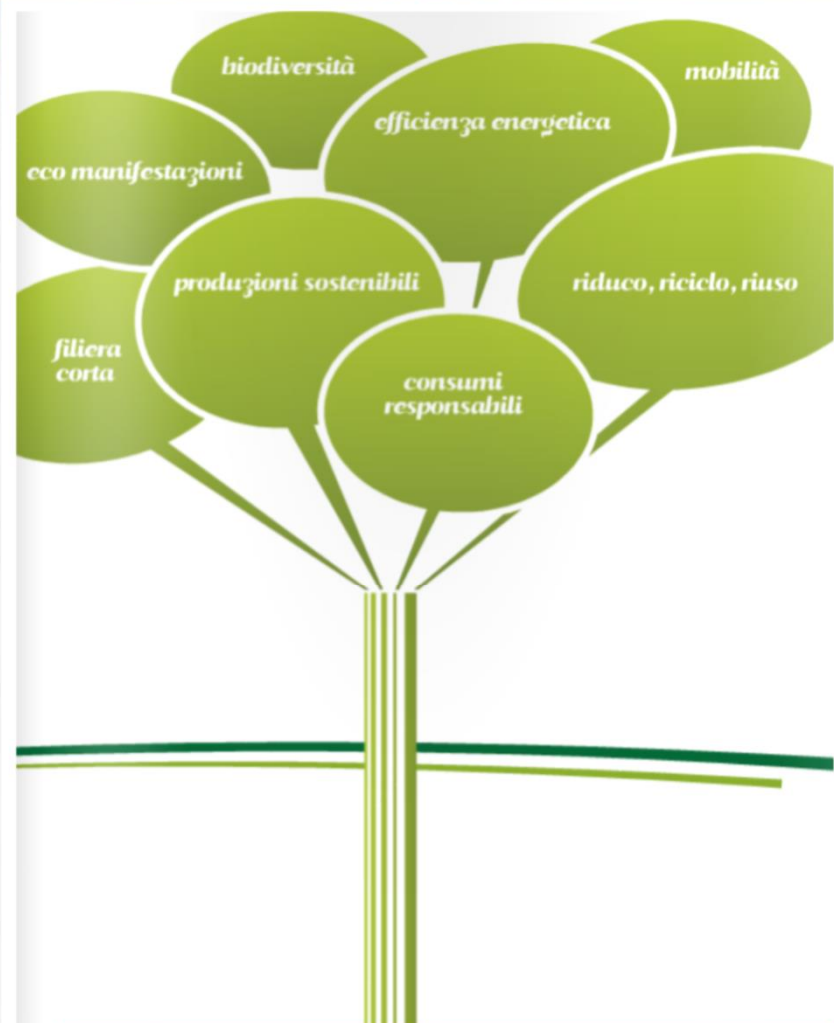 biodiversità
mobilità
efficienza energetica
eco manifestazioni
produzioni sostenibili
riduco, riciclo, riuso
filiera
corta
consumi
responsabili